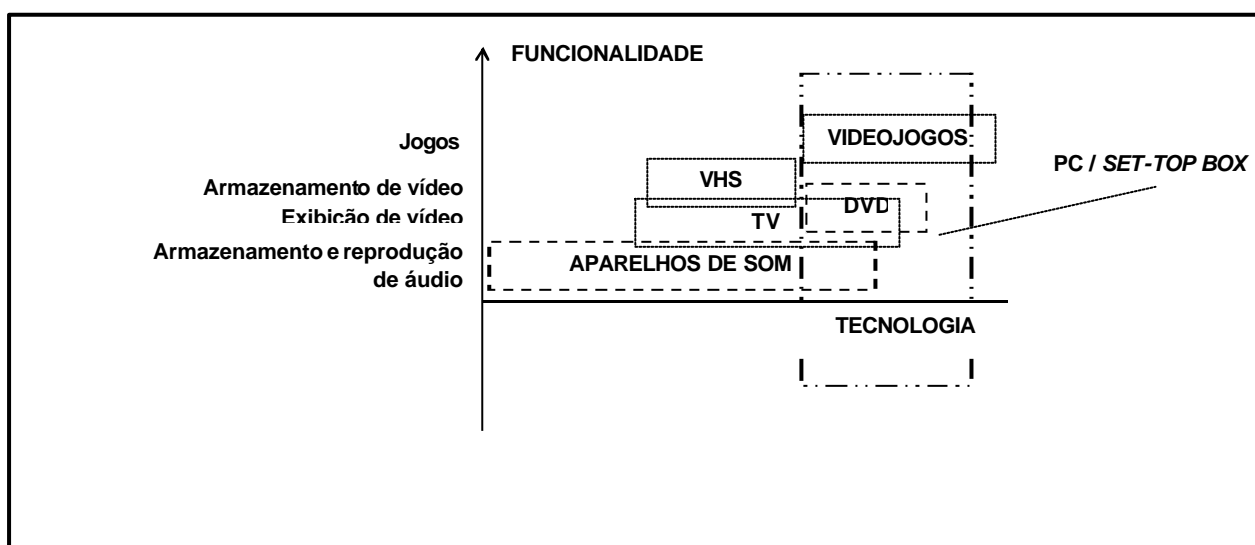 FUNCIONALIDADE
Jogos
VIDEOJOGOS
PC / SET-TOP BOX
VHS
Armazenamento de vídeo
DVD
Exibição de vídeo
TV
Armazenamento e reprodução
de áudio
APARELHOS DE SOM
TECNOLOGIA